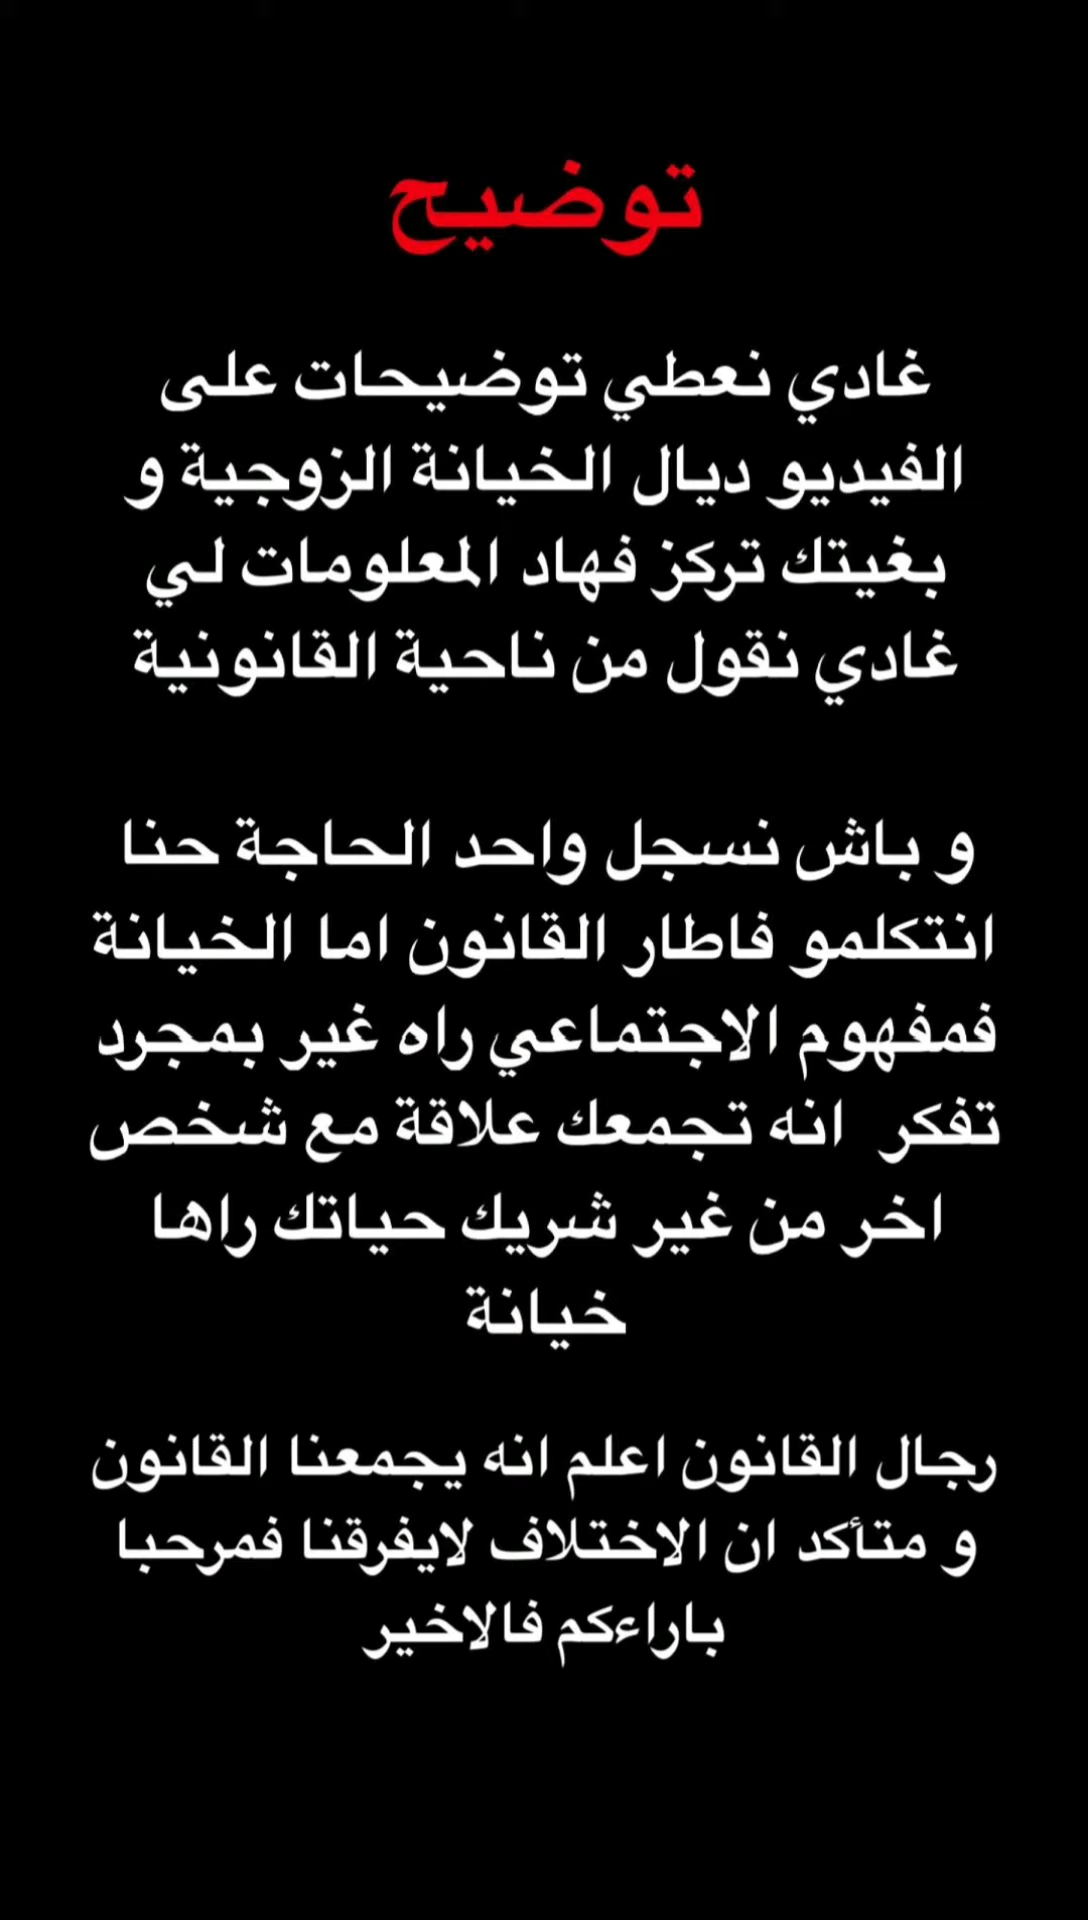 توضيح
غادي نعطي توضيحات على
الفيديو ديال الخيانة الزوجية و
بغيتك تركز فهاد المعلومات لي
غادي نقول من ناحية القانونية
و باش نسجل واحد الحاجة حنا
انتكلمو فاطار القانون اما الخيانة
فمفهوم الاجتماعي راه غير بمجرد
تفكر انه تجمعك علاقة مع شخص
اخر من غير شريك حياتك راها
خيانة
رجال القانون اعلم انه يجمعنا القانون
و متأكد ان الاختلاف لايفرقنا فمرحبا
باراءكم فالاخير